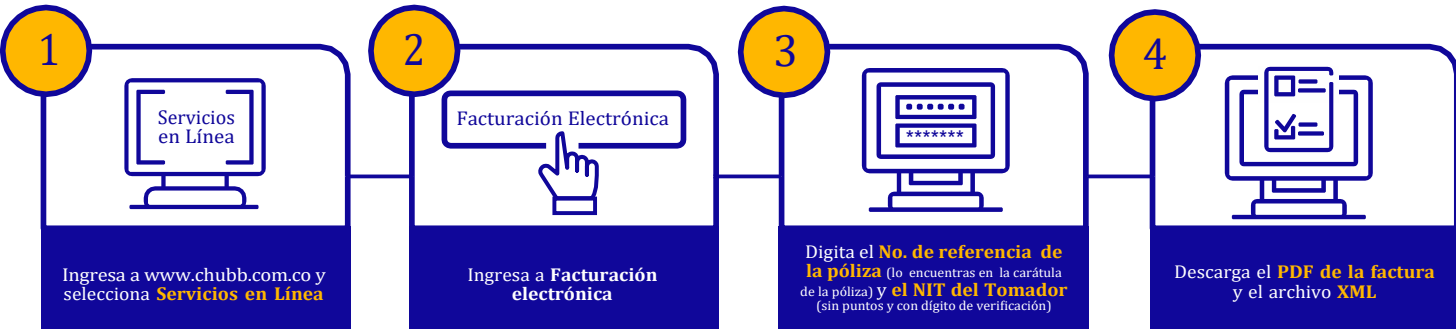 1
Servicios
en Línea
Ingresa a www.chubb.com.co y
selecciona Servicios en Línea
2
Facturación Electrónica
Ingresa a Facturación
electrónica
3
*******
Digita el No. de referencia de
la póliza (lo encuentras en la carátula
de la póliza) y el NIT del Tomador
(sin puntos y con dígito de verificación)
4
Descarga el PDF de la factura
y el archivo XML